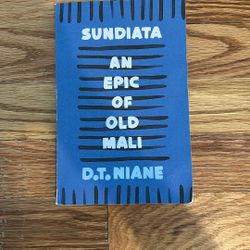 SUNDIATA
AN
EPIC
OF
OLD
MALI
D.T. NIANE